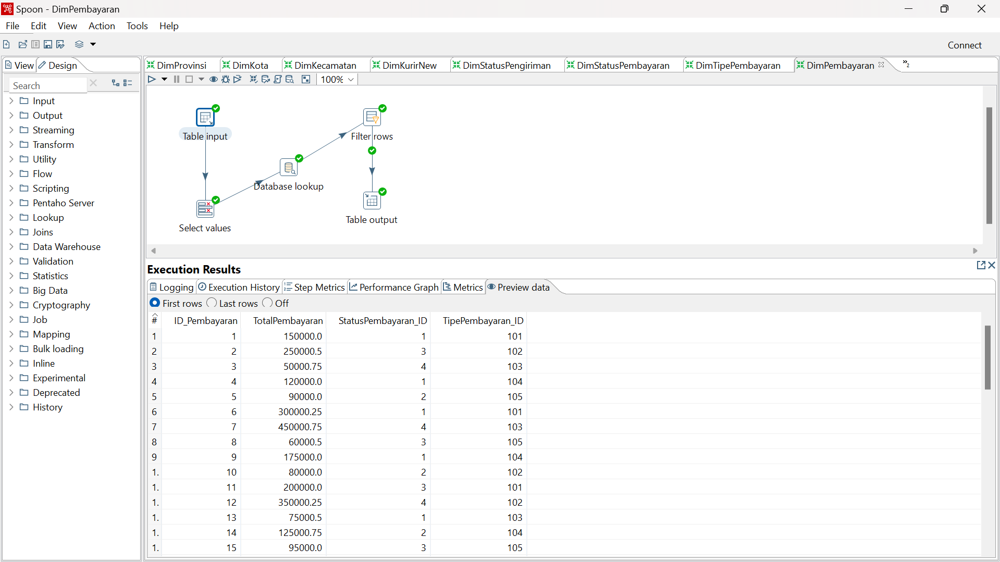 Spoon - DimPembayaran
File Edit View Action Tools Help
Connect
View Design
DimProvinsi DimKota DimKecamatan DimKurirNew DimStatusPengiriman DimStatusPembayaran DimTipePembayaran DimPembayaran »2
100%
Search
Input
Output
Streaming
Transform
Utility
Flow
Scripting
Pentaho Server
Lookup
Joins
Data Warehouse
Validation
Statistics
Big Data
Cryptography
Job
Mapping
Bulk loading
Inline
Experimental
Deprecated
History
Table input
Filter rows
Database lookup
Table output
Select values
Execution Results
Logging Execution History Step Metrics Performance Graph Metrics Preview data
First rows Last rows Off
# ID_Pembayaran TotalPembayaran StatusPembayaran_ID TipePembayaran_ID
1 1 150000.0 1 101
2 2 250000.5 3 102
3 3 50000.75 4 103
4 4 120000.0 1 104
5 5 90000.0 2 105
6 6 300000.25 1 101
7 7 450000.75 4 103
8 8 60000.5 3 105
9 9 175000.0 1 104
1. 10 80000.0 2 102
1. 11 200000.0 3 101
1. 12 350000.25 4 102
1. 13 75000.5 1 103
1. 14 125000.75 2 104
1. 15 95000.0 3 105